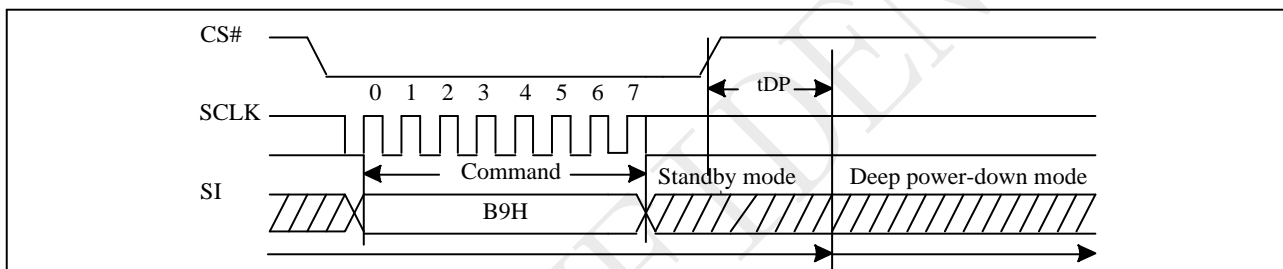 CS#
tDP
0 1 2 3 4 5 6 7
SCLK
Command
Standby mode
Deep power-down mode
SI
B9H